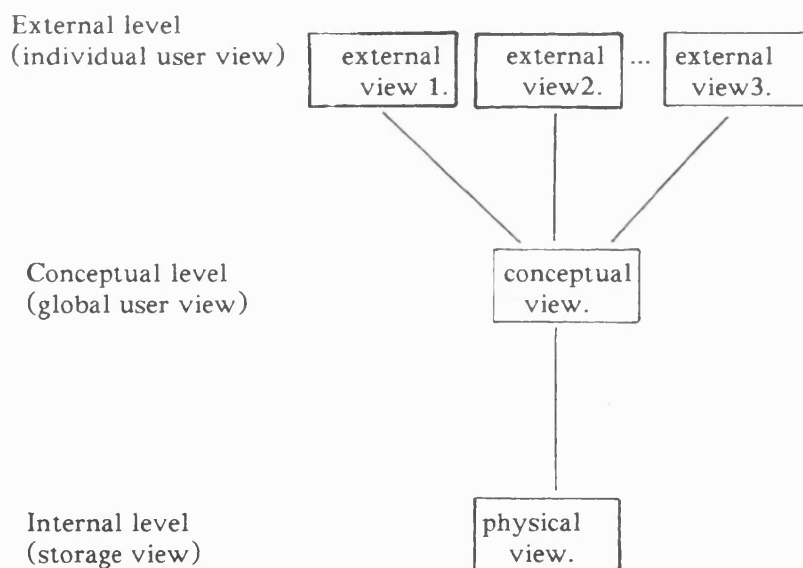 External level
(individual user view)
external
view 1.
external
view2.
...
external
view3.
Conceptual level
(global user view)
conceptual
view.
Internal level
(storage view)
physical
view.